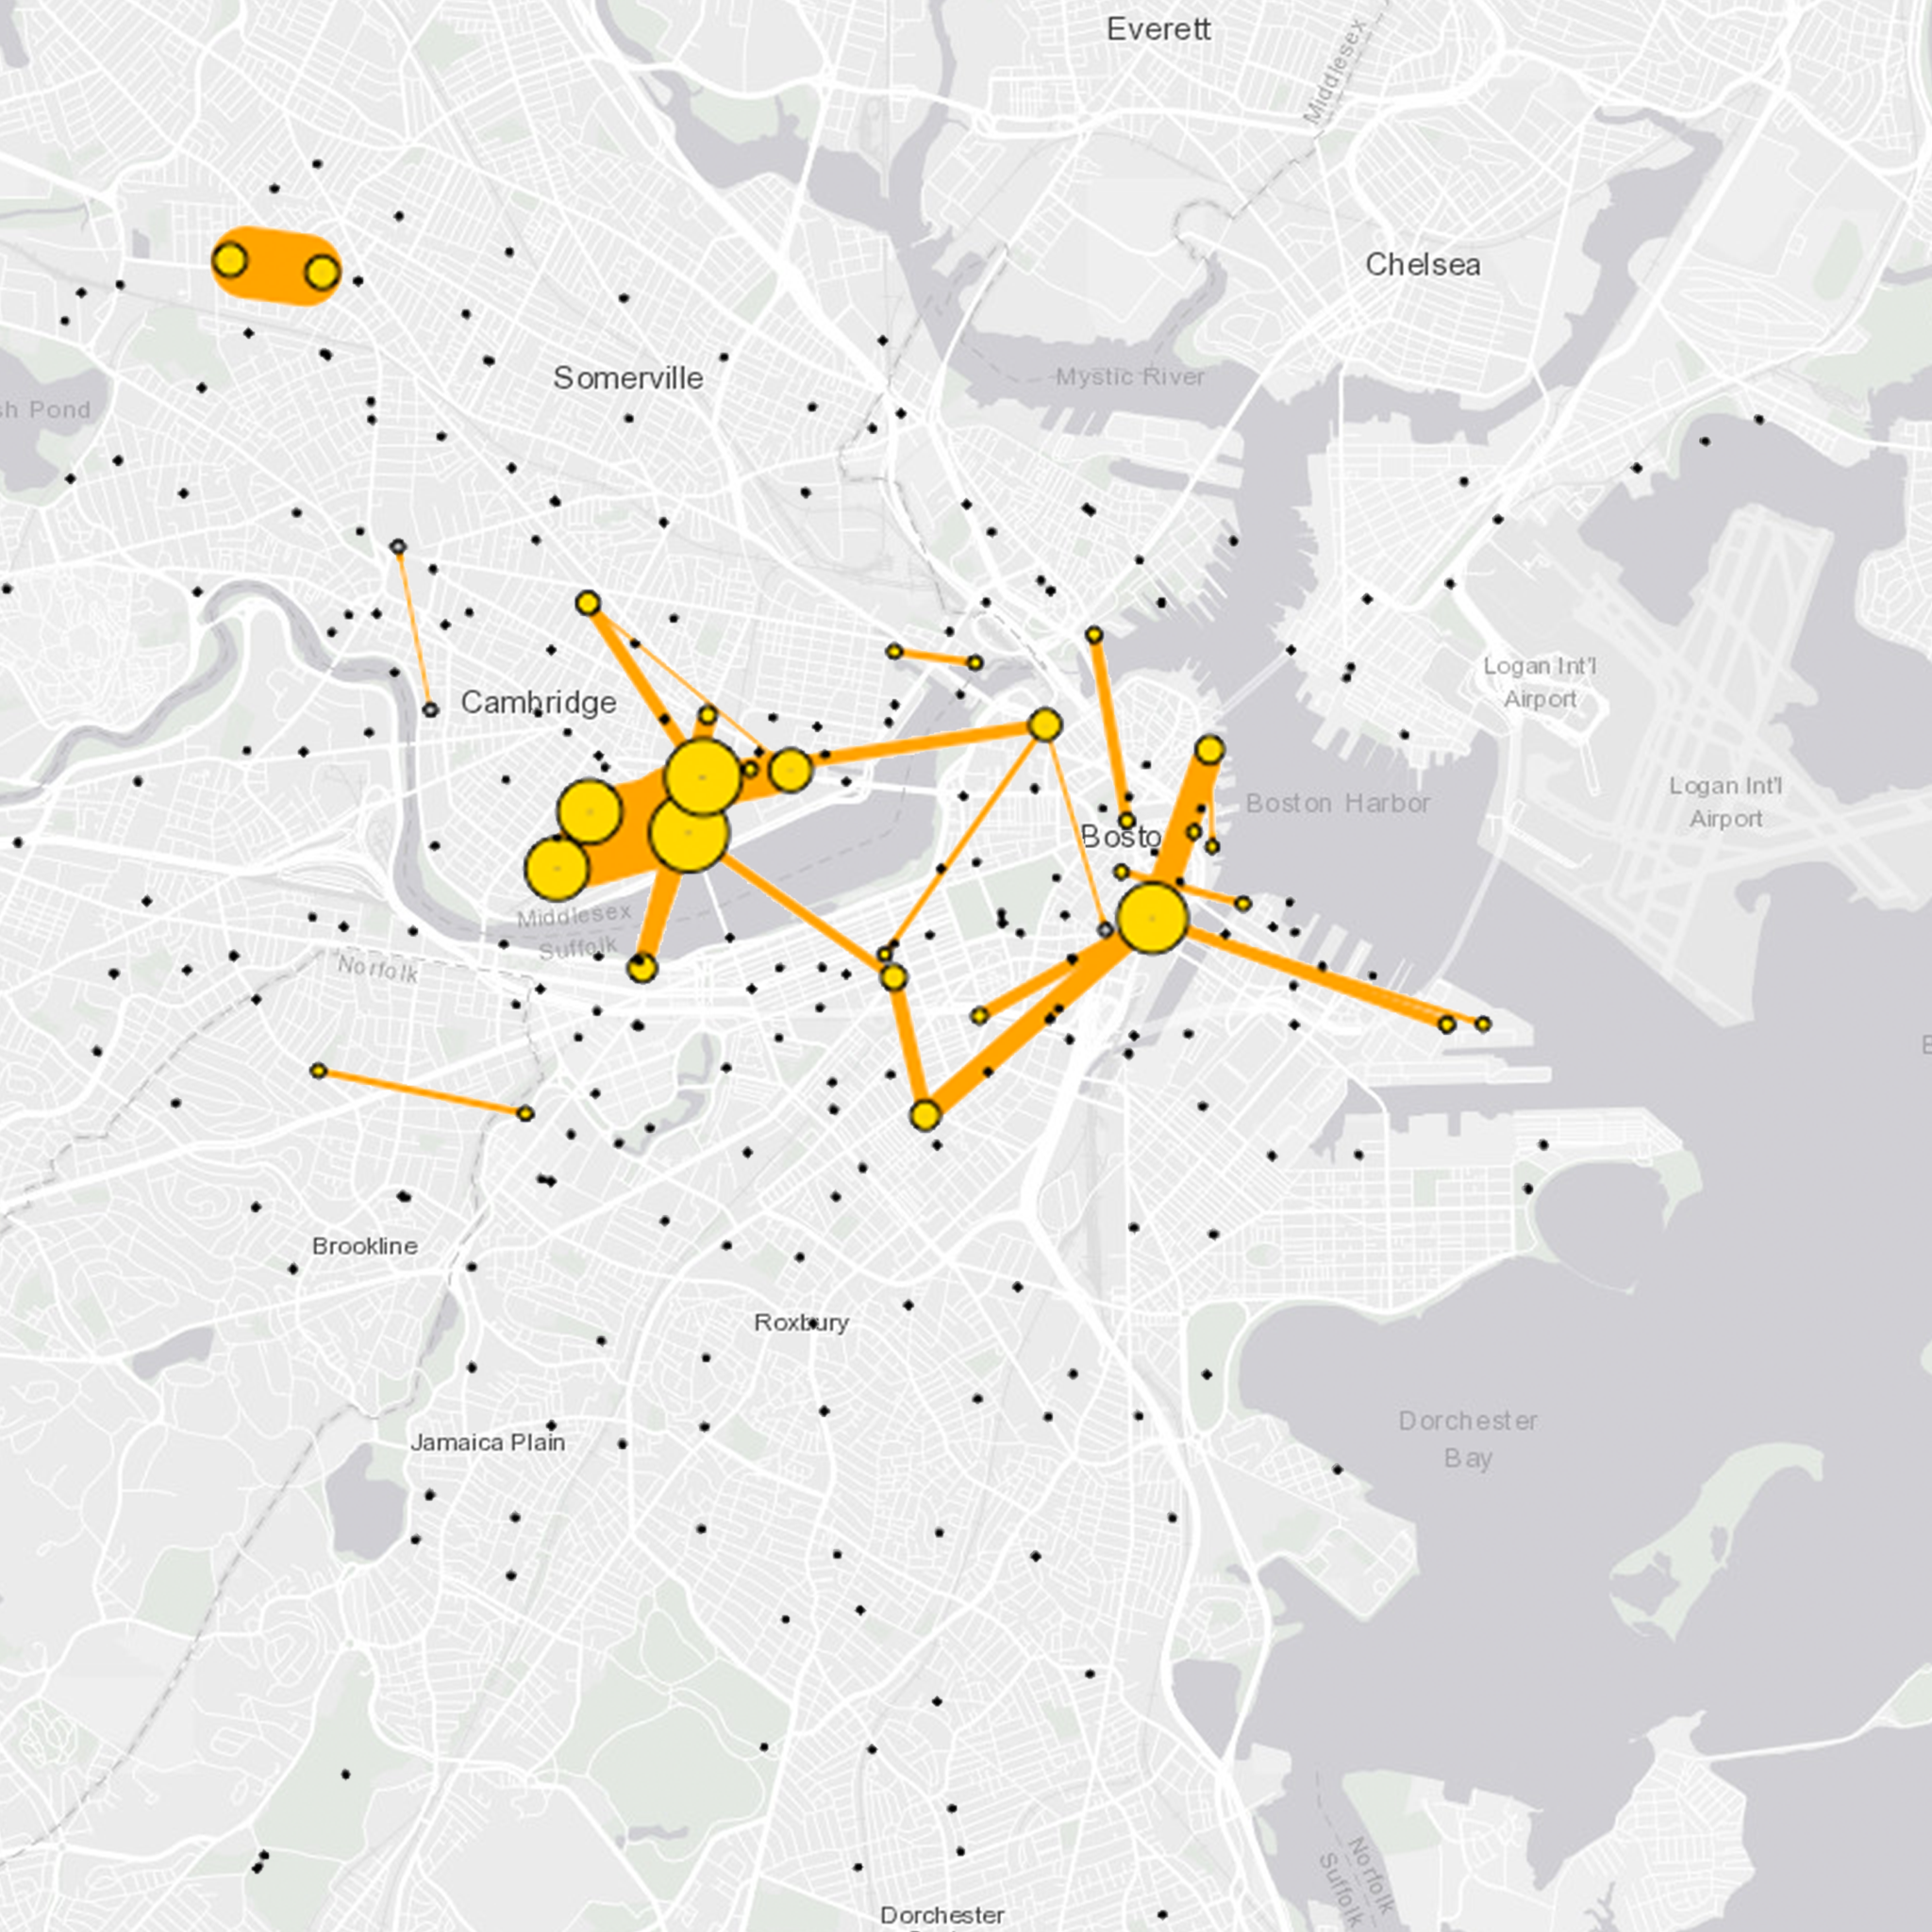 Everett
Middlesex
Chelsea
Somerville
Mystic River
sh Pond
Logan Int'l
Airport
Cambridge
Logan Int'l
Airport
Boston Harbor
Bosto
Middlesex
Suffolk
Norfolk
E
Brookline
Roxbury
Dorchester
Bay
Jamaica Plain
Norfolk
Suffolk
Dorchester